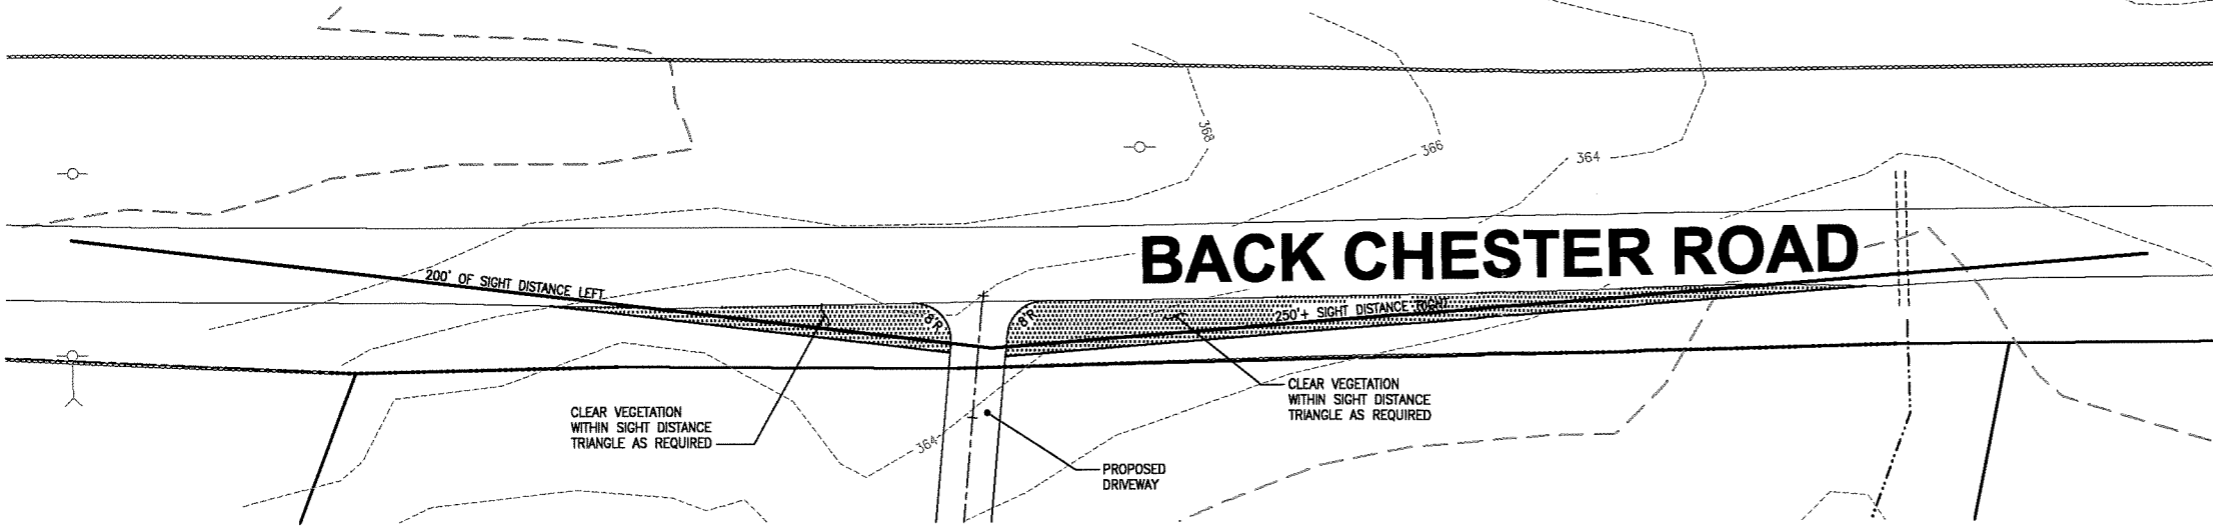 368
366
364
BACK CHESTER ROAD
200' OF SIGHT DISTANCE LEFT
250'+ SIGHT DISTANCE RIGHT
8'R
8'R
CLEAR VEGETATION
WITHIN SIGHT DISTANCE
TRIANGLE AS REQUIRED
CLEAR VEGETATION
WITHIN SIGHT DISTANCE
TRIANGLE AS REQUIRED
364
PROPOSED
DRIVEWAY